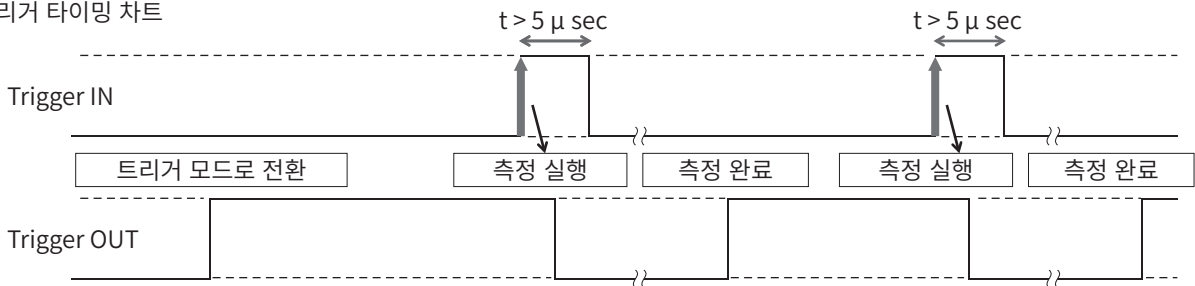 리거 타이밍 차트
t > 5 μ sec t > 5 μ sec
Trigger IN
트리거 모드로 전환 측정 실행 측정 완료 측정 실행 측정 완료
Trigger OUT